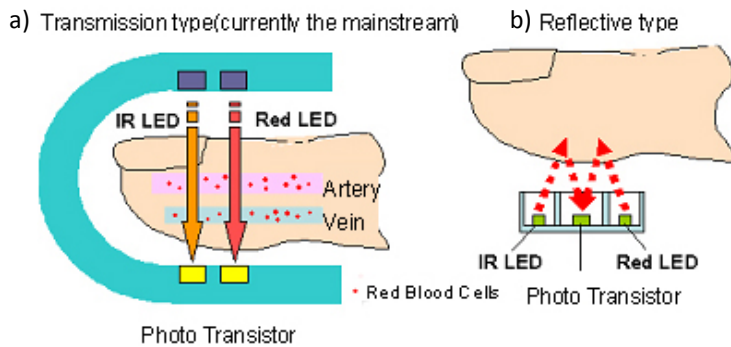 a) Transmission type(currently the mainstream)
IR LED
Red LED
Artery
Vein
Red Blood Cells
Photo Transistor
b) Reflective type
IR LED
Red LED
Photo Transistor